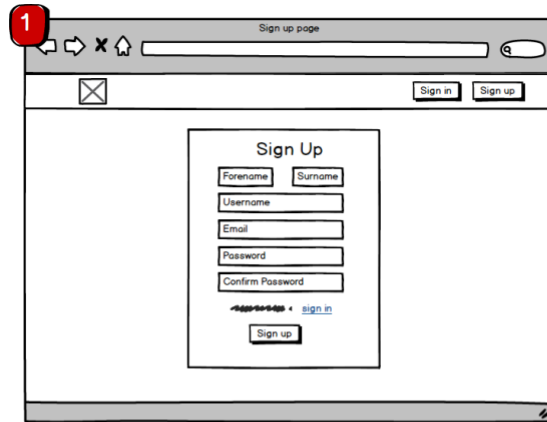 1
Sign up page
Sign in Sign up
Sign Up
Forename Surname
Username
Email
Password
Confirm Password
sign in
Sign up